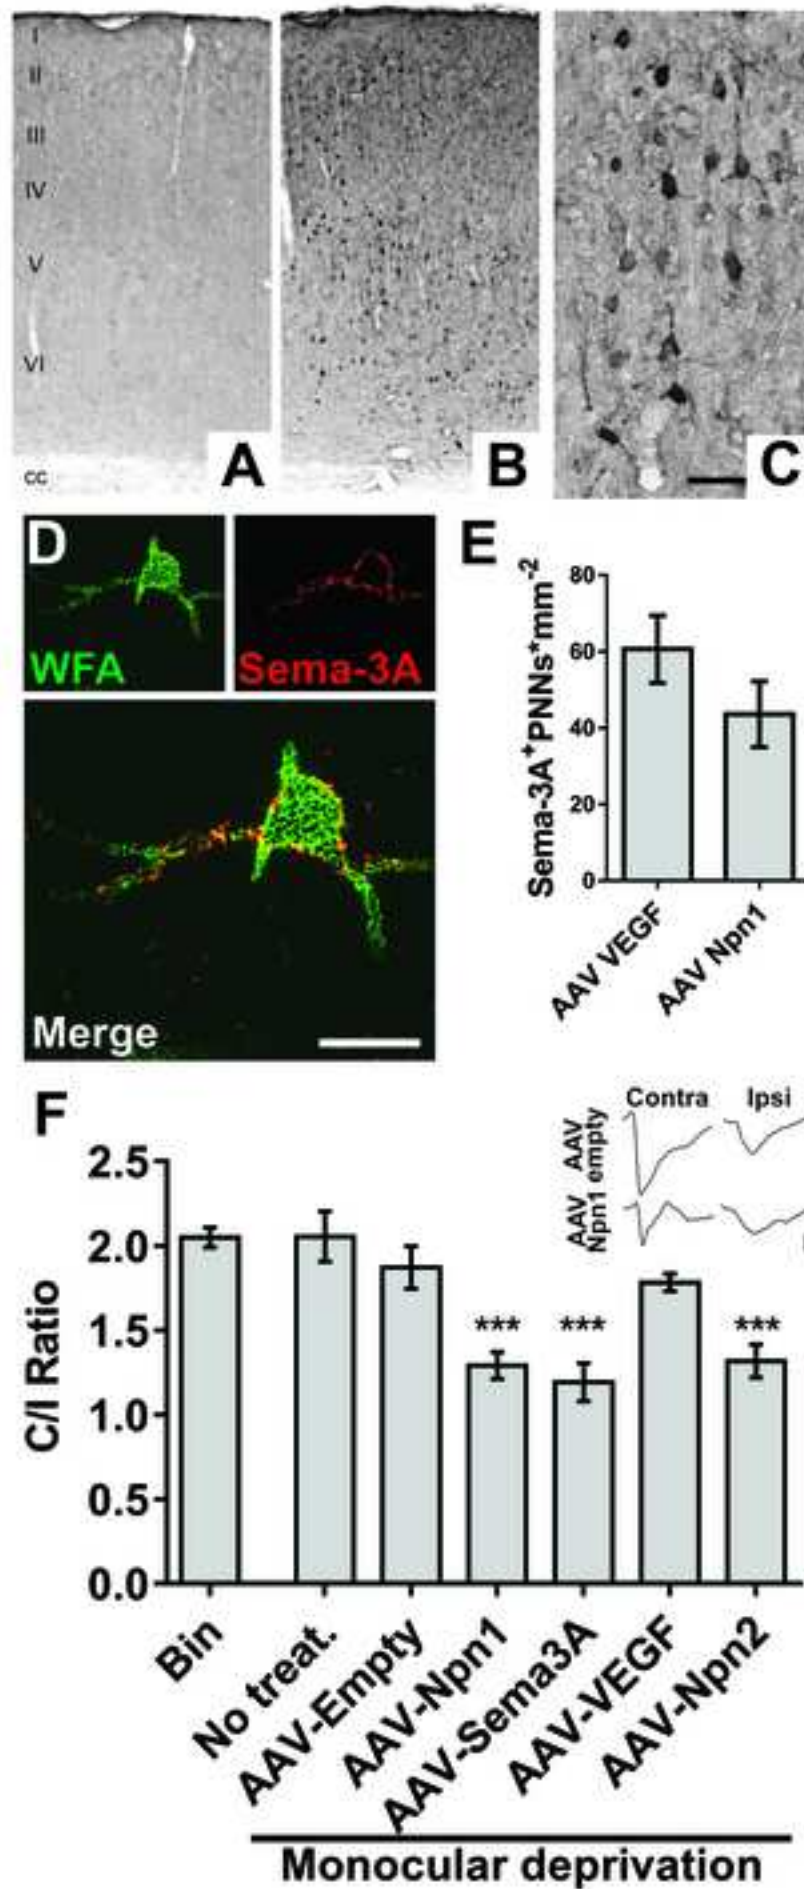 I
II
III
IV
V
VI
cc
A
B
C
D
WFA
Sema-3A
Merge
E
Sema-3A⁺PNNs*mm⁻²
80
60
40
20
0
AAV VEGF
AAV Npn1
F
Contra Ipsi
AAV empty
AAV Npn1
C/I Ratio
2.5
2.0
1.5
1.0
0.5
0.0
***
***
***
Bin
No treat.
AAV-Empty
AAV-Npn1
AAV-Sema3A
AAV-VEGF
AAV-Npn2
Monocular deprivation